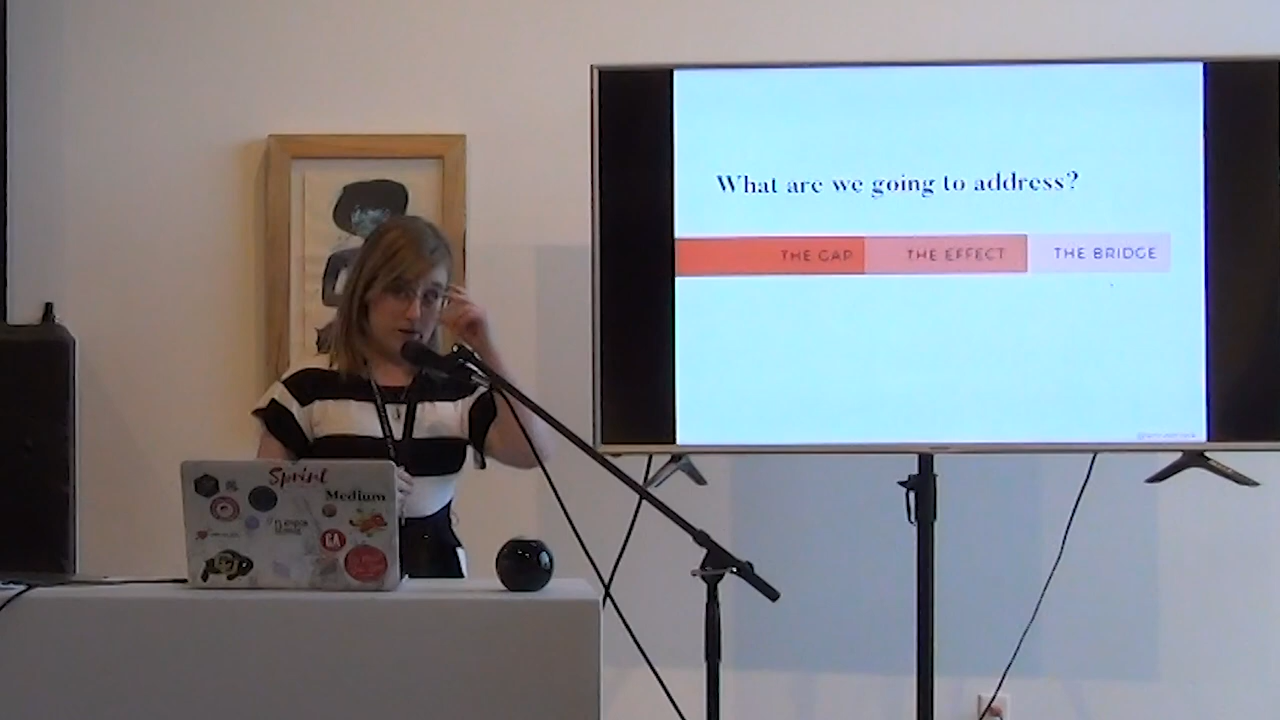 What are we going to address?
THE GAP THE EFFECT THE BRIDGE
Sprint
Medium